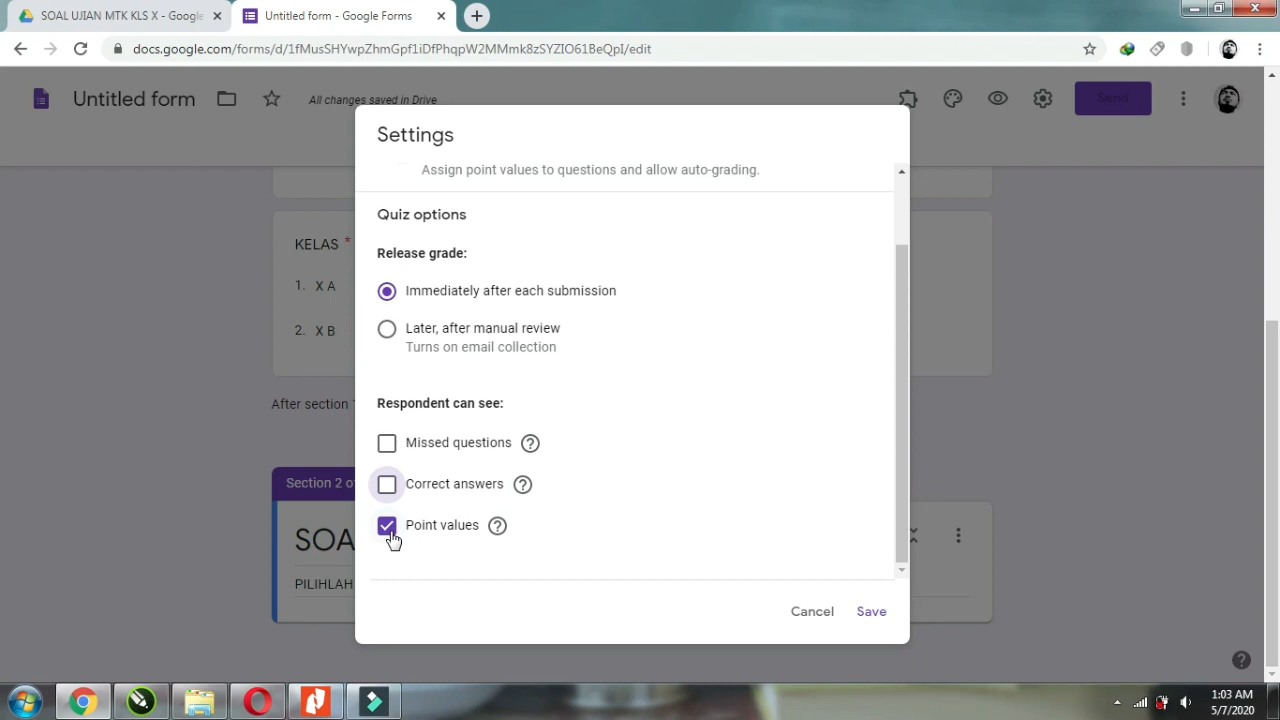 SOAL UJIAN MTK KLS X - Google
Untitled form - Google Forms
docs.google.com/forms/d/1fMusSHYwpZhmGpf1iDfPhqpW2MMmk8zSYZIO61BeQpI/edit
Untitled form
All changes saved in Drive
Send
Settings
Assign point values to questions and allow auto-grading.
Quiz options
KELAS *
Release grade:
1. X A
Immediately after each submission
2. X B
Later, after manual review
Turns on email collection
After section 1
Respondent can see:
Missed questions
Section 2 of
Correct answers
Point values
SOA
PILIHLAH
Cancel
Save
1:03 AM
5/7/2020